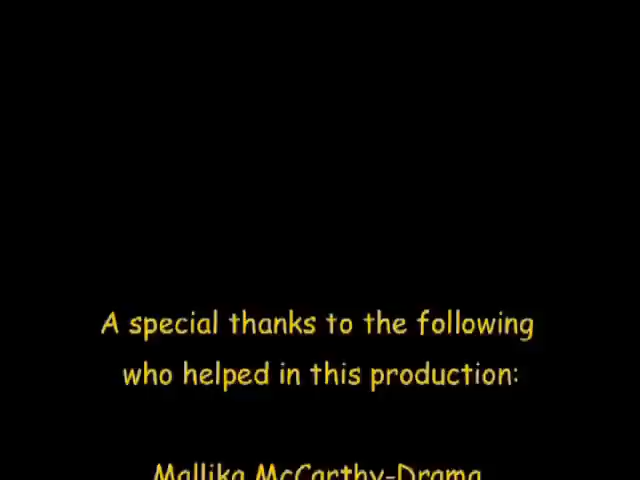 A special thanks to the following
who helped in this production:
Mallika McCarthy-Drama